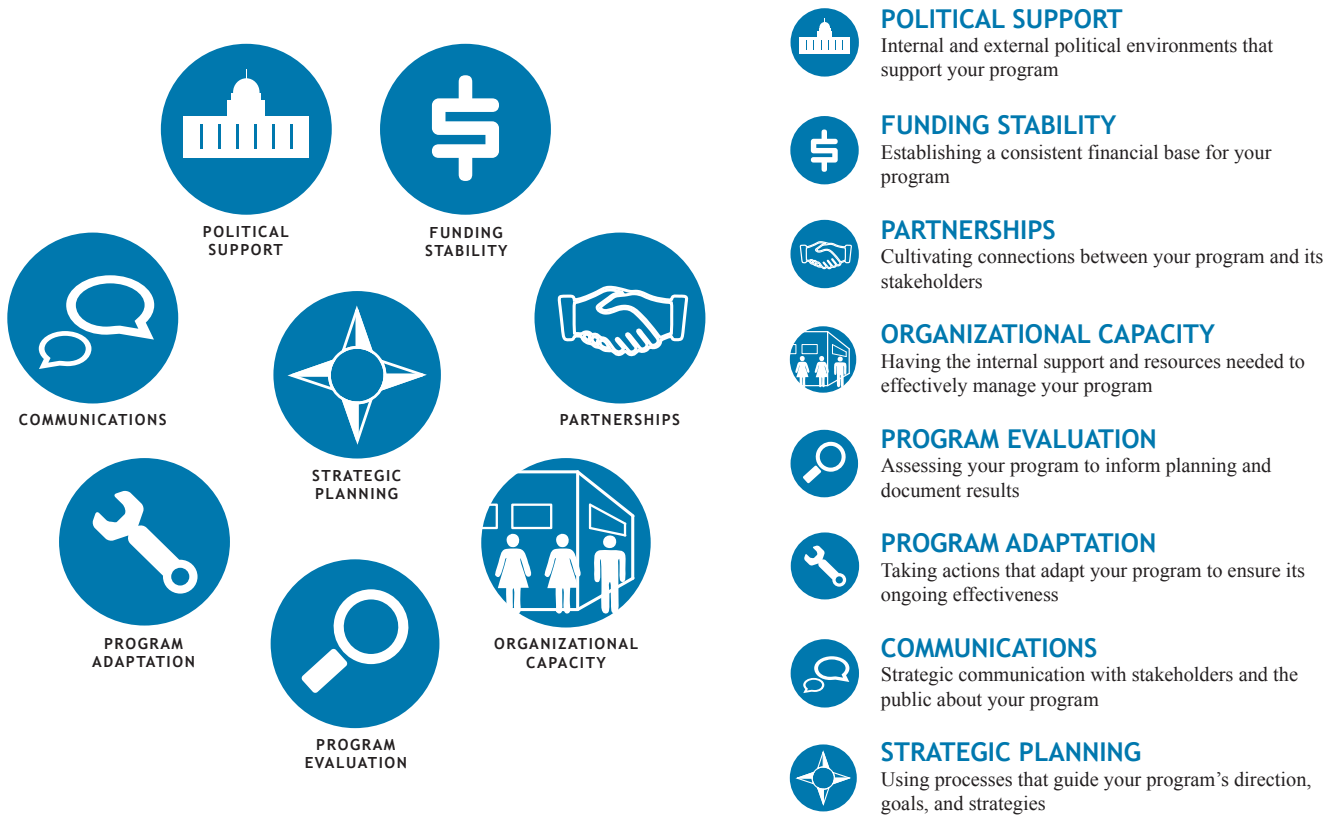 POLITICAL
SUPPORT
FUNDING
STABILITY
COMMUNICATIONS
PARTNERSHIPS
STRATEGIC
PLANNING
PROGRAM
ADAPTATION
ORGANIZATIONAL
CAPACITY
PROGRAM
EVALUATION
POLITICAL SUPPORT
Internal and external political environments that
support your program
FUNDING STABILITY
Establishing a consistent financial base for your
program
PARTNERSHIPS
Cultivating connections between your program and its
stakeholders
ORGANIZATIONAL CAPACITY
Having the internal support and resources needed to
effectively manage your program
PROGRAM EVALUATION
Assessing your program to inform planning and
document results
PROGRAM ADAPTATION
Taking actions that adapt your program to ensure its
ongoing effectiveness
COMMUNICATIONS
Strategic communication with stakeholders and the
public about your program
STRATEGIC PLANNING
Using processes that guide your program’s direction,
goals, and strategies